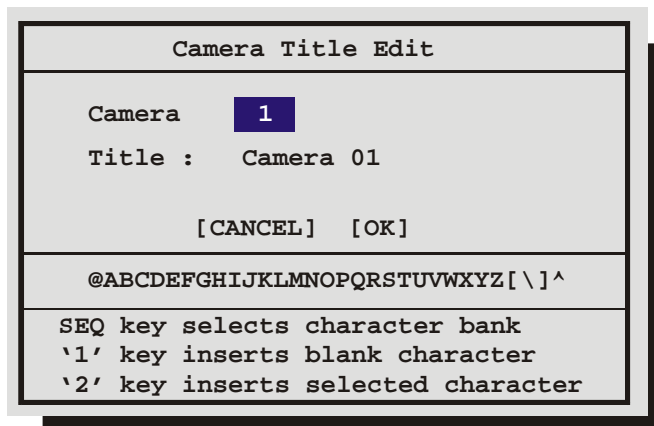 Camera Title Edit
Camera 1
Title : Camera 01
[CANCEL] [OK]
@ABCDEFGHIJKLMNOPQRSTUVWXYZ[\]^
SEQ key selects character bank
‘1’ key inserts blank character
‘2’ key inserts selected character